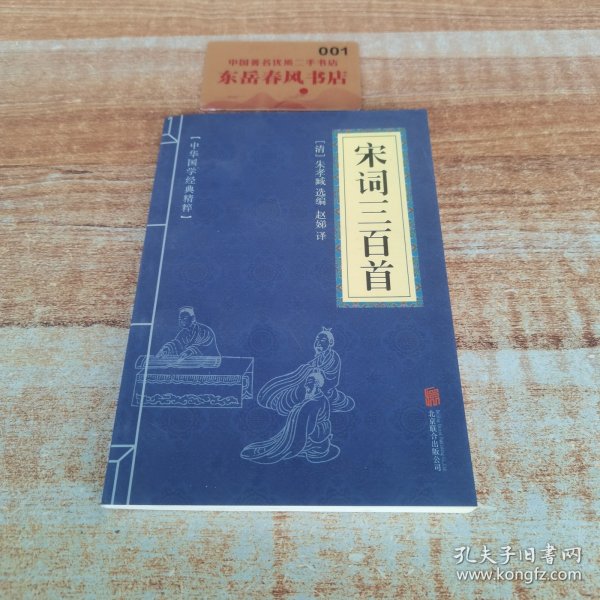 001
中国著名优质二手书店
东岳春风书店
【中华国学经典精粹】
宋词三百首
[清]朱孝臧 选编 赵娣 译
北京联合出版公司
孔夫子旧书网
www.kongfz.com